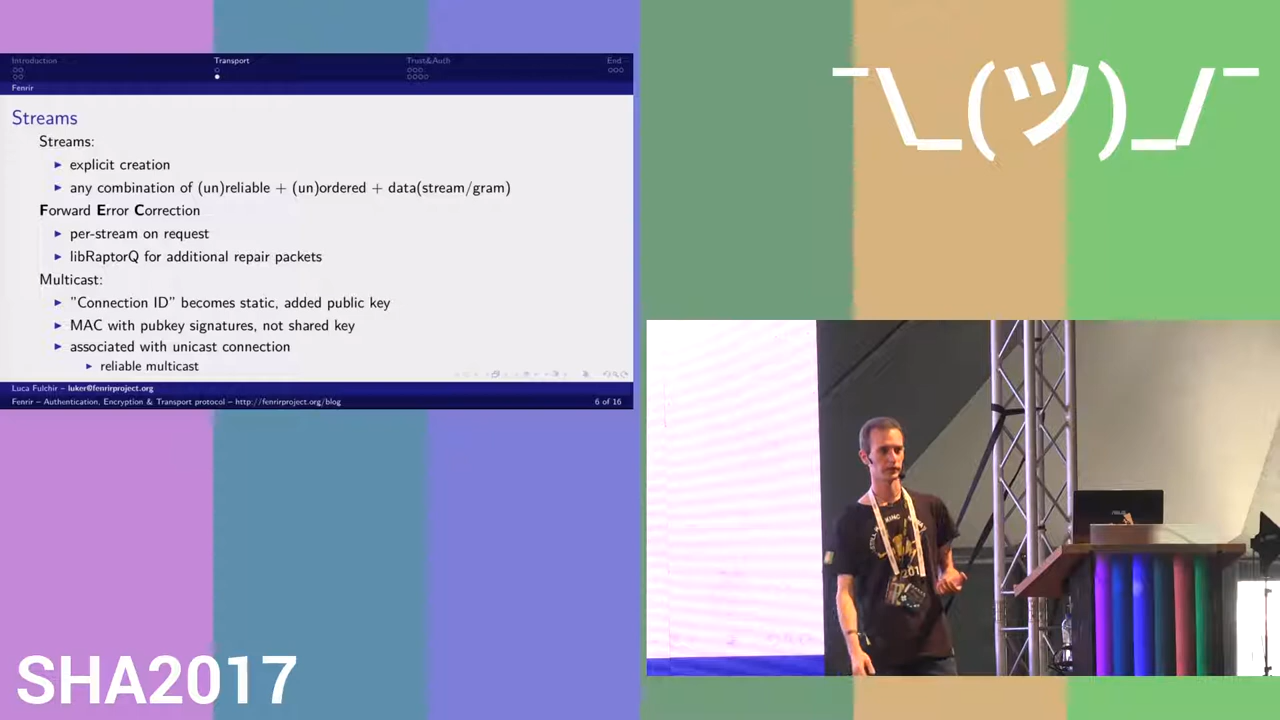 Introduction Transport Trust&Auth End
Fenrir
Streams
Streams:
explicit creation
any combination of (un)reliable + (un)ordered + data(stream/gram)
Forward Error Correction
per-stream on request
libRaptorQ for additional repair packets
Multicast:
"Connection ID" becomes static, added public key
MAC with pubkey signatures, not shared key
associated with unicast connection
reliable multicast
Luca Fulchir – luker@fenrirproject.org
Fenrir – Authentication, Encryption & Transport protocol – http://fenrirproject.org/blog 6 of 16
¯\_(ツ)_/¯
SHA2017